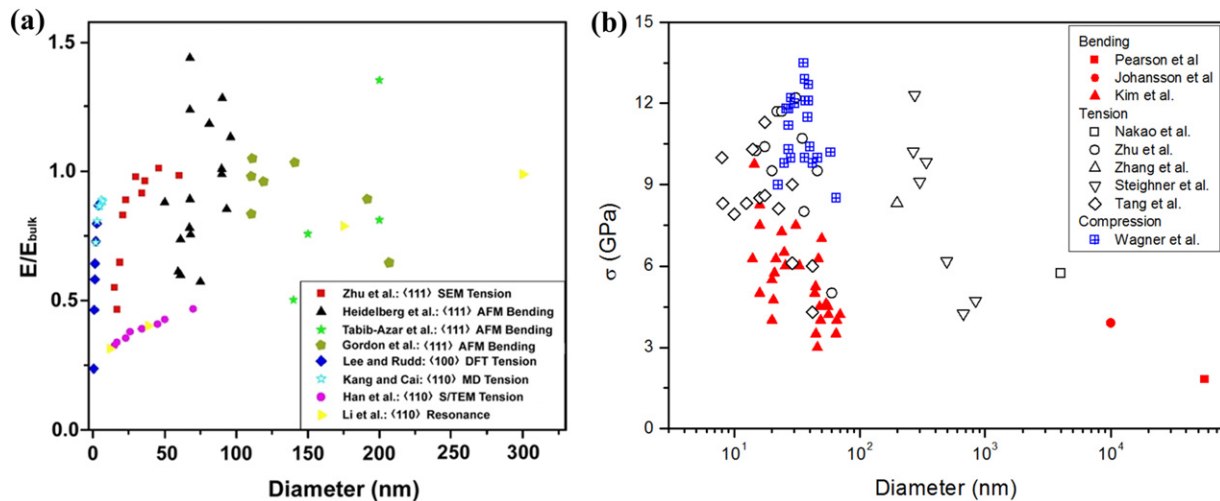 (a)
1.5
1.0
0.5
0.0
E/Ebulk
0 50 100 150 200 250 300
Diameter (nm)
Zhu et al.: ⟨111⟩ SEM Tension
Heidelberg et al.: ⟨111⟩ AFM Bending
Tabib-Azar et al.: ⟨111⟩ AFM Bending
Gordon et al.: ⟨111⟩ AFM Bending
Lee and Rudd: ⟨100⟩ DFT Tension
Kang and Cai: ⟨110⟩ MD Tension
Han et al.: ⟨110⟩ S/TEM Tension
Li et al.: ⟨110⟩ Resonance
(b)
15
12
9
6
3
0
σ (GPa)
10¹ 10² 10³ 10⁴
Diameter (nm)
Bending
Pearson et al
Johansson et al
Kim et al.
Tension
Nakao et al.
Zhu et al.
Zhang et al.
Steighner et al.
Tang et al.
Compression
Wagner et al.